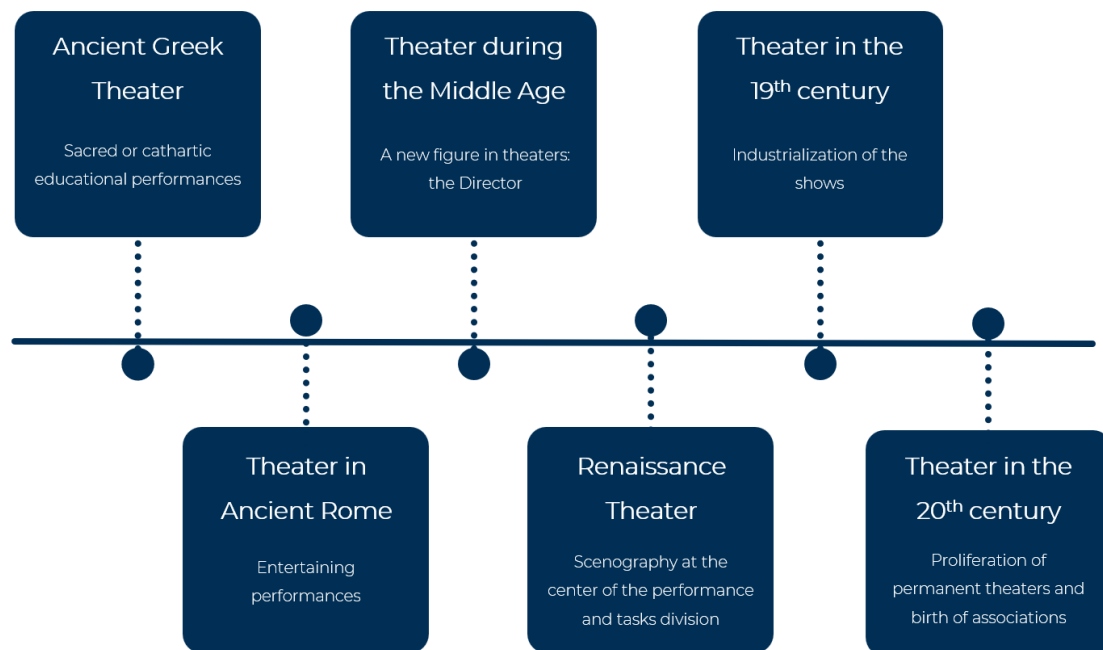 Ancient Greek
Theater
Sacred or cathartic
educational performances
Theater in
Ancient Rome
Entertaining
performances
Theater during
the Middle Age
A new figure in theaters:
the Director
Renaissance
Theater
Scenography at the
center of the performance
and tasks division
Theater in the
19th century
Industrialization of the
shows
Theater in the
20th century
Proliferation of
permanent theaters and
birth of associations